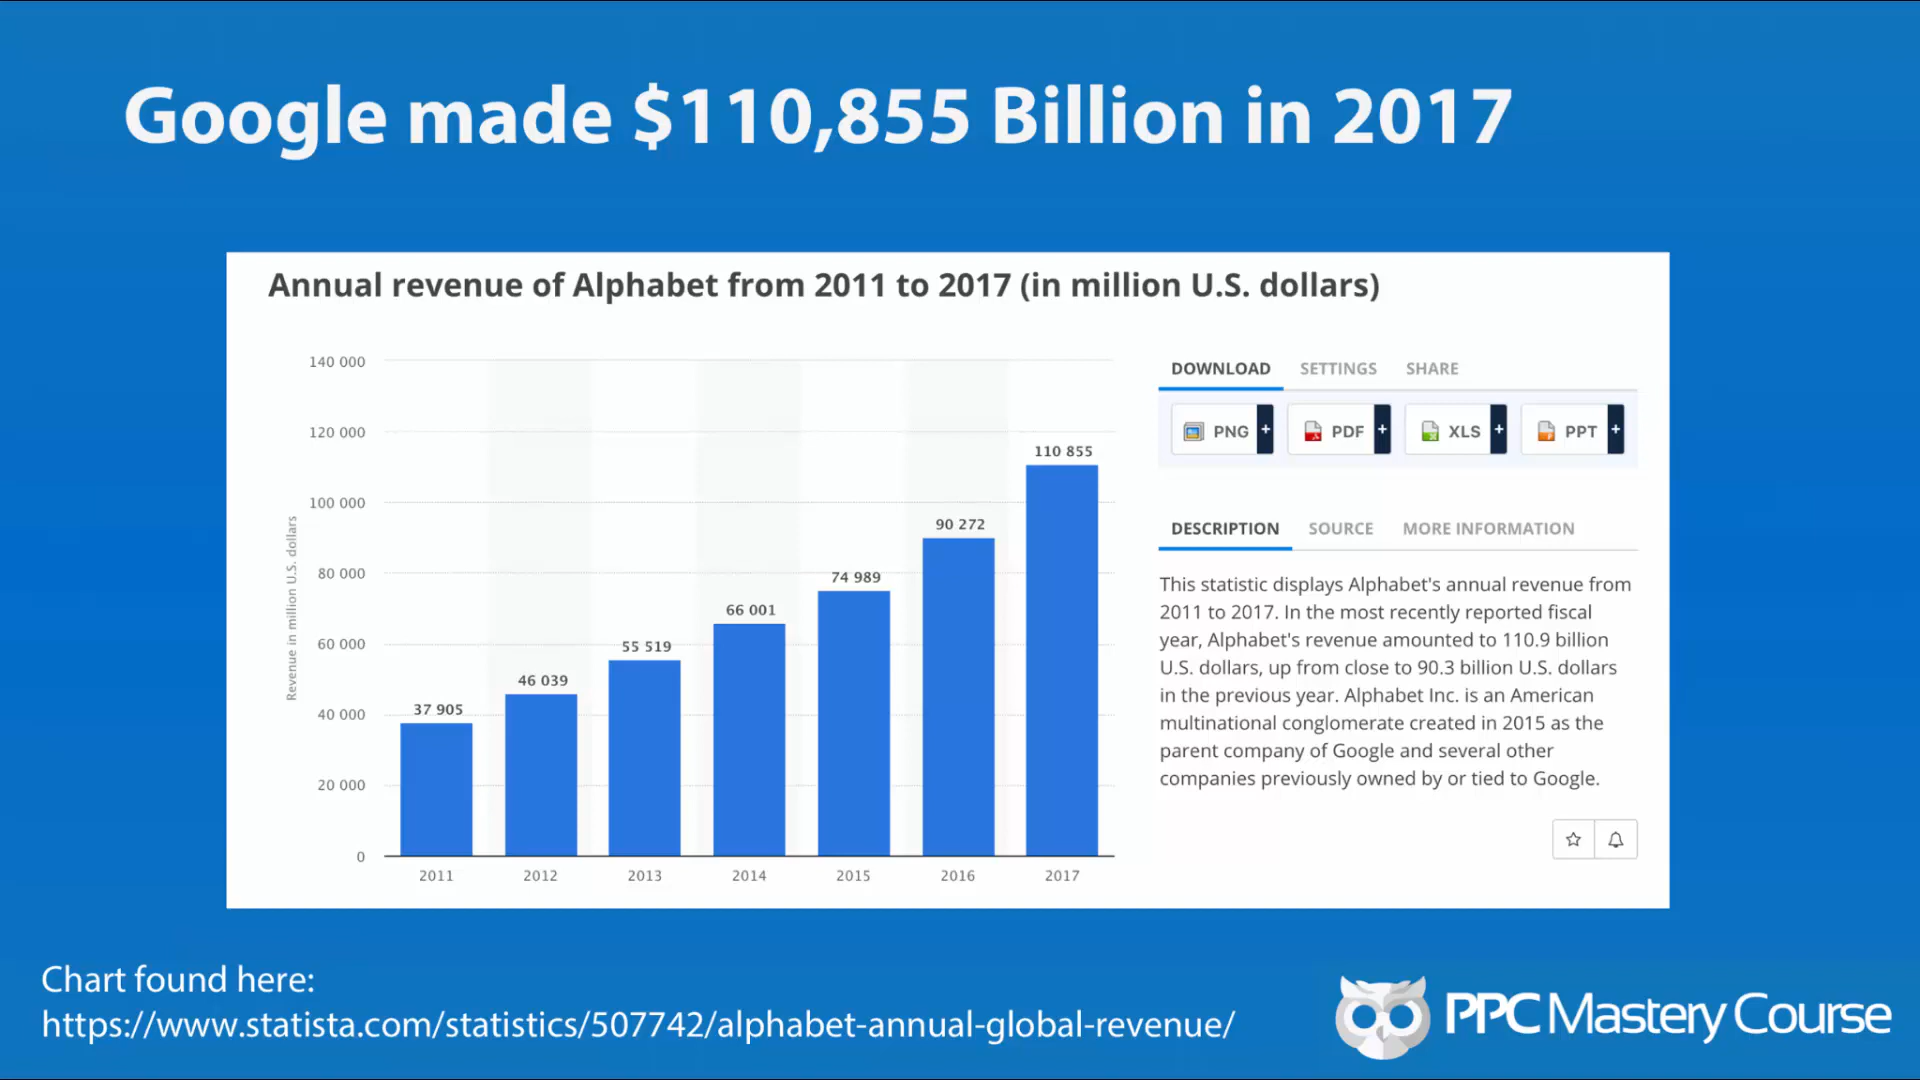 Google made $110,855 Billion in 2017
Annual revenue of Alphabet from 2011 to 2017 (in million U.S. dollars)
Revenue in million U.S. dollars
140 000
120 000
100 000
80 000
60 000
40 000
20 000
0
37 905
46 039
55 519
66 001
74 989
90 272
110 855
2011 2012 2013 2014 2015 2016 2017
DOWNLOAD SETTINGS SHARE
PNG + PDF + XLS + PPT +
DESCRIPTION SOURCE MORE INFORMATION
This statistic displays Alphabet's annual revenue from
2011 to 2017. In the most recently reported fiscal
year, Alphabet's revenue amounted to 110.9 billion
U.S. dollars, up from close to 90.3 billion U.S. dollars
in the previous year. Alphabet Inc. is an American
multinational conglomerate created in 2015 as the
parent company of Google and several other
companies previously owned by or tied to Google.
Chart found here:
https://www.statista.com/statistics/507742/alphabet-annual-global-revenue/
PPC Mastery Course